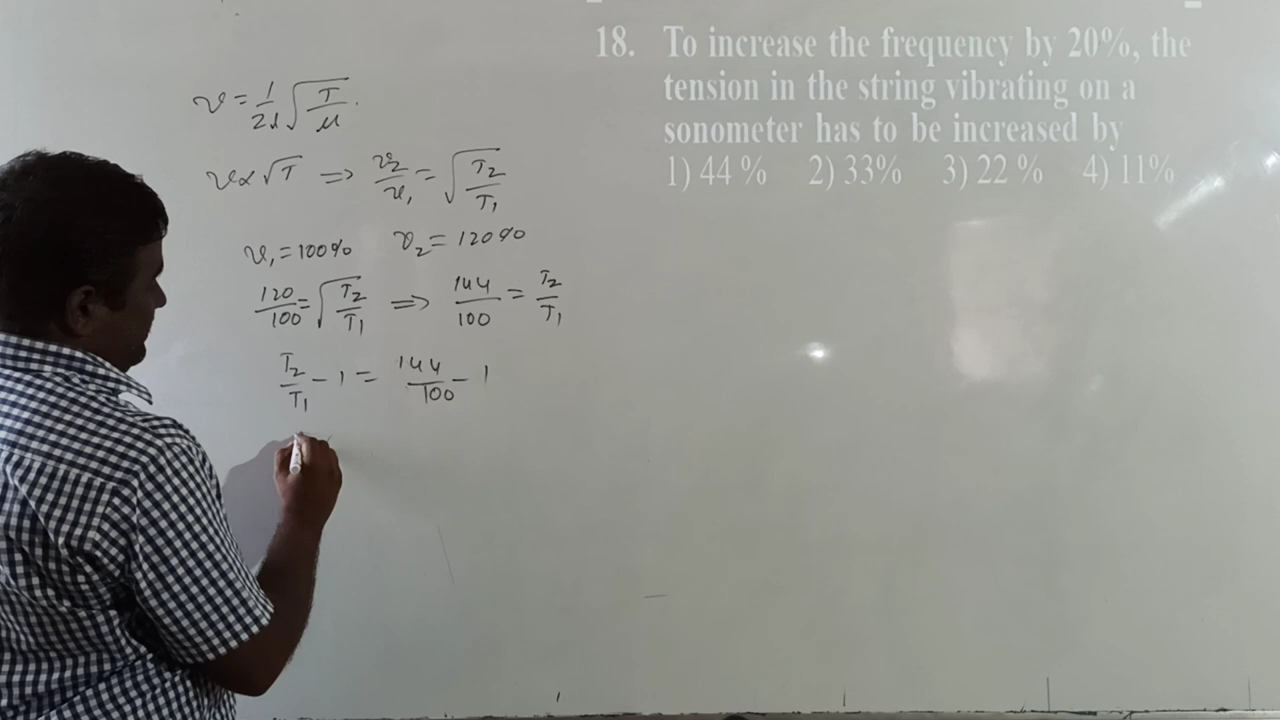 18. To increase the frequency by 20%, the
tension in the string vibrating on a
sonometer has to be increased by
1) 44 % 2) 33% 3) 22 % 4) 11%
ν = 1/2l √(T/μ).
ν ∝ √T ⇒ ν₂/ν₁ = √(T₂/T₁)
ν₁ = 100% ν₂ = 120%
120/100 = √(T₂/T₁) ⇒ 144/100 = T₂/T₁
T₂/T₁ - 1 = 144/100 - 1